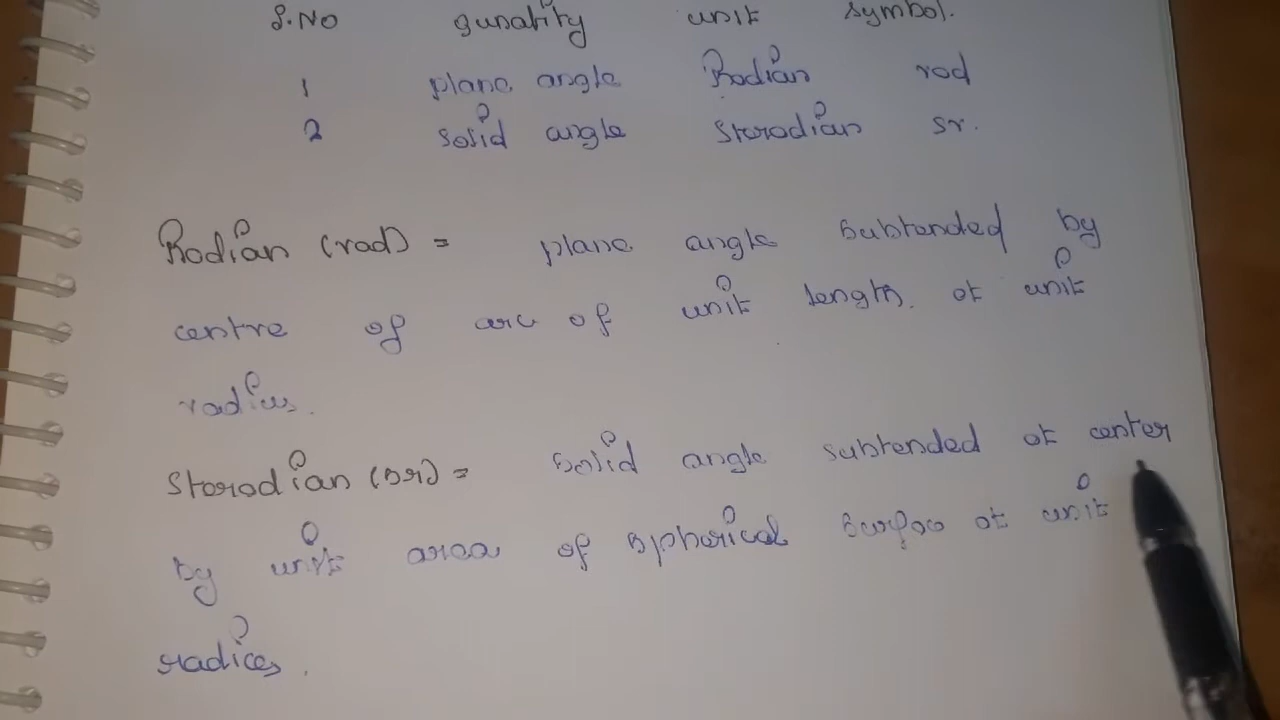 S.No qunatity unit symbol.
1 plane angle Radian rad
2 solid angle steradian sr.
Radian (rad) = plane angle subtended by
centre of arc of unit length. at unit
radius.
Steradian (sr) = solid angle subtended at center
by unit area of spherical surface at unit
radices.